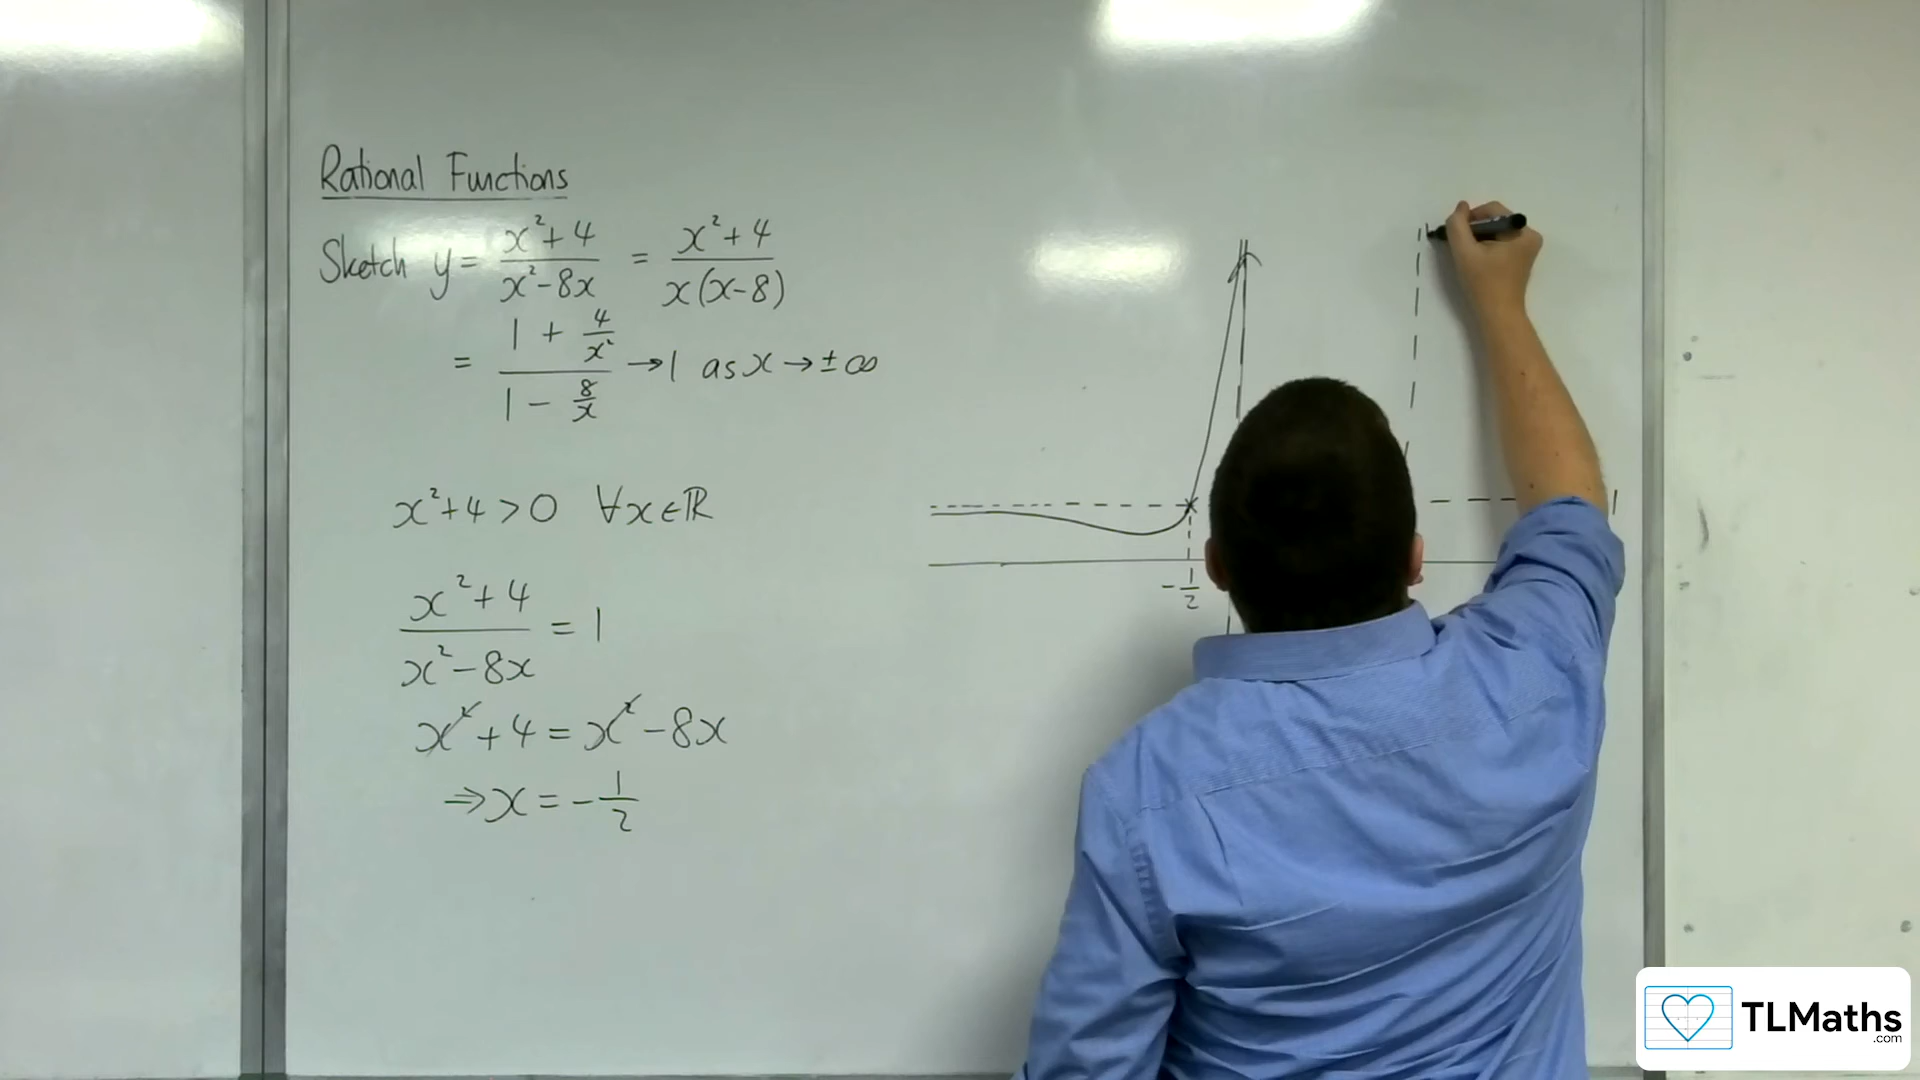 Rational Functions
Sketch y = (x²+4)/(x²-8x) = (x²+4)/(x(x-8))
= (1 + 4/x²)/(1 - 8/x) → 1 as x → ±∞
x²+4 > 0 ∀x∈ℝ
(x²+4)/(x²-8x) = 1
x²+4 = x²-8x
⇒ x = -1/2
1
-1/2
TLMaths
.com